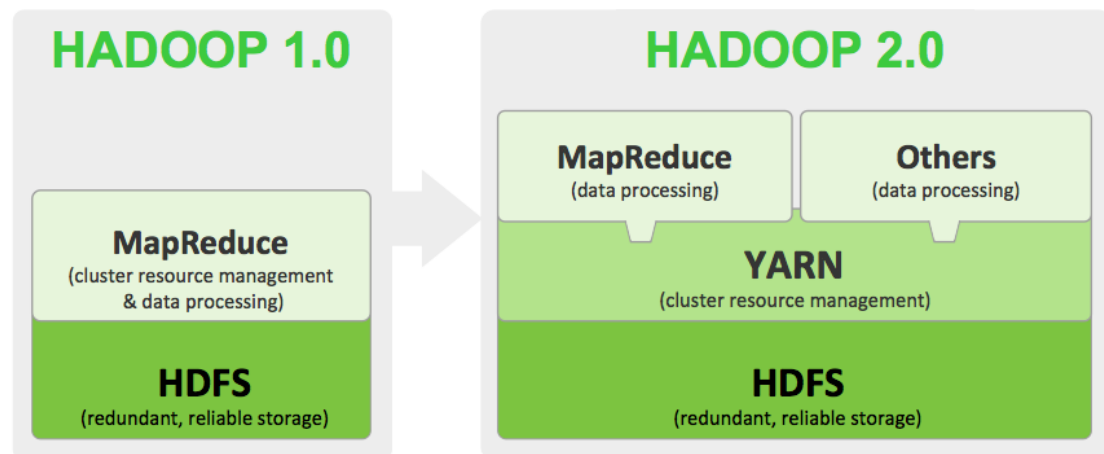 HADOOP 1.0
MapReduce
(cluster resource management
& data processing)
HDFS
(redundant, reliable storage)
HADOOP 2.0
MapReduce
(data processing)
Others
(data processing)
YARN
(cluster resource management)
HDFS
(redundant, reliable storage)